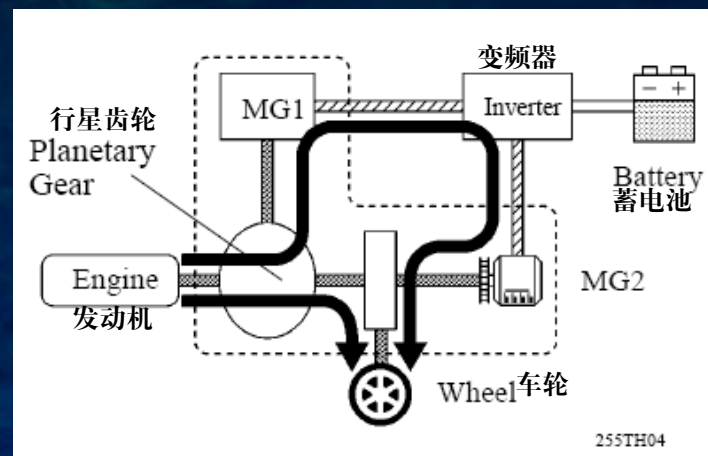 变频器
MG1
Inverter
− +
行星齿轮
Planetary
Gear
Battery
蓄电池
Engine
发动机
MG2
Wheel车轮
255TH04